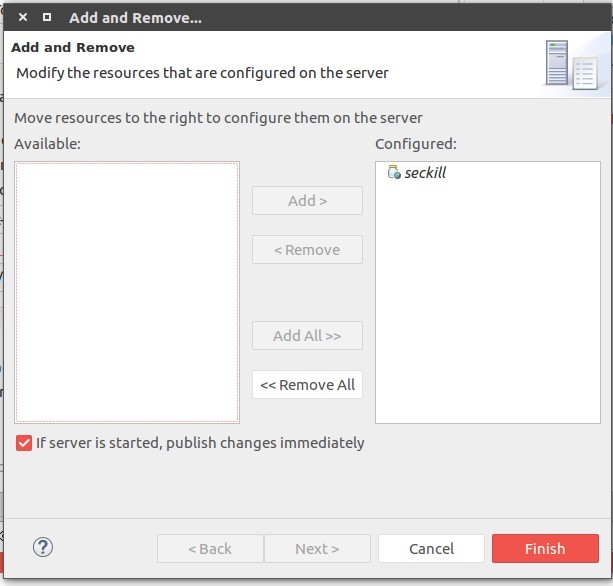 Add and Remove...
Add and Remove
Modify the resources that are configured on the server
Move resources to the right to configure them on the server
Available:
Configured:
seckill
Add >
< Remove
Add All >>
<< Remove All
If server is started, publish changes immediately
< Back
Next >
Cancel
Finish